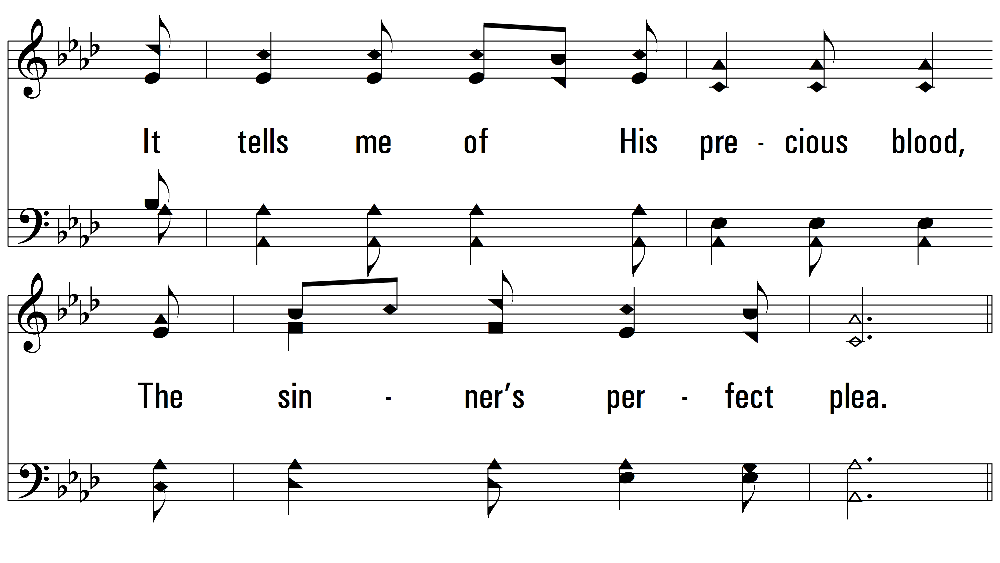 It tells me of His pre - cious blood,
The sin - ner’s per - fect plea.